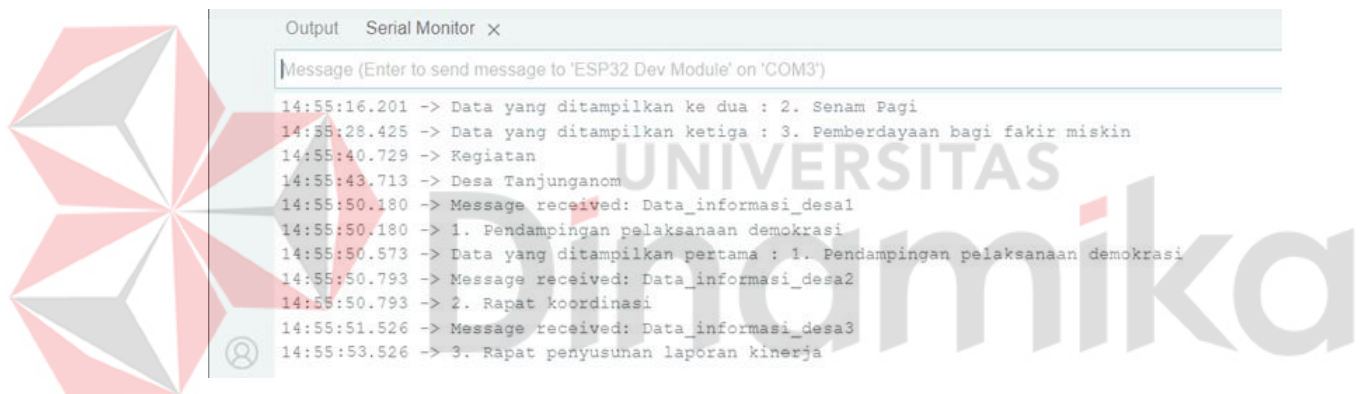 Output Serial Monitor ×
Message (Enter to send message to 'ESP32 Dev Module' on 'COM3')
14:55:16.201 -> Data yang ditampilkan ke dua : 2. Senam Pagi
14:55:28.425 -> Data yang ditampilkan ketiga : 3. Pemberdayaan bagi fakir miskin
14:55:40.729 -> Kegiatan
14:55:43.713 -> Desa Tanjunganom
14:55:50.180 -> Message received: Data_informasi_desa1
14:55:50.180 -> 1. Pendampingan pelaksanaan demokrasi
14:55:50.573 -> Data yang ditampilkan pertama : 1. Pendampingan pelaksanaan demokrasi
14:55:50.793 -> Message received: Data_informasi_desa2
14:55:50.793 -> 2. Rapat koordinasi
14:55:51.526 -> Message received: Data_informasi_desa3
14:55:53.526 -> 3. Rapat penyusunan laporan kinerja
UNIVERSITAS
Dinamika